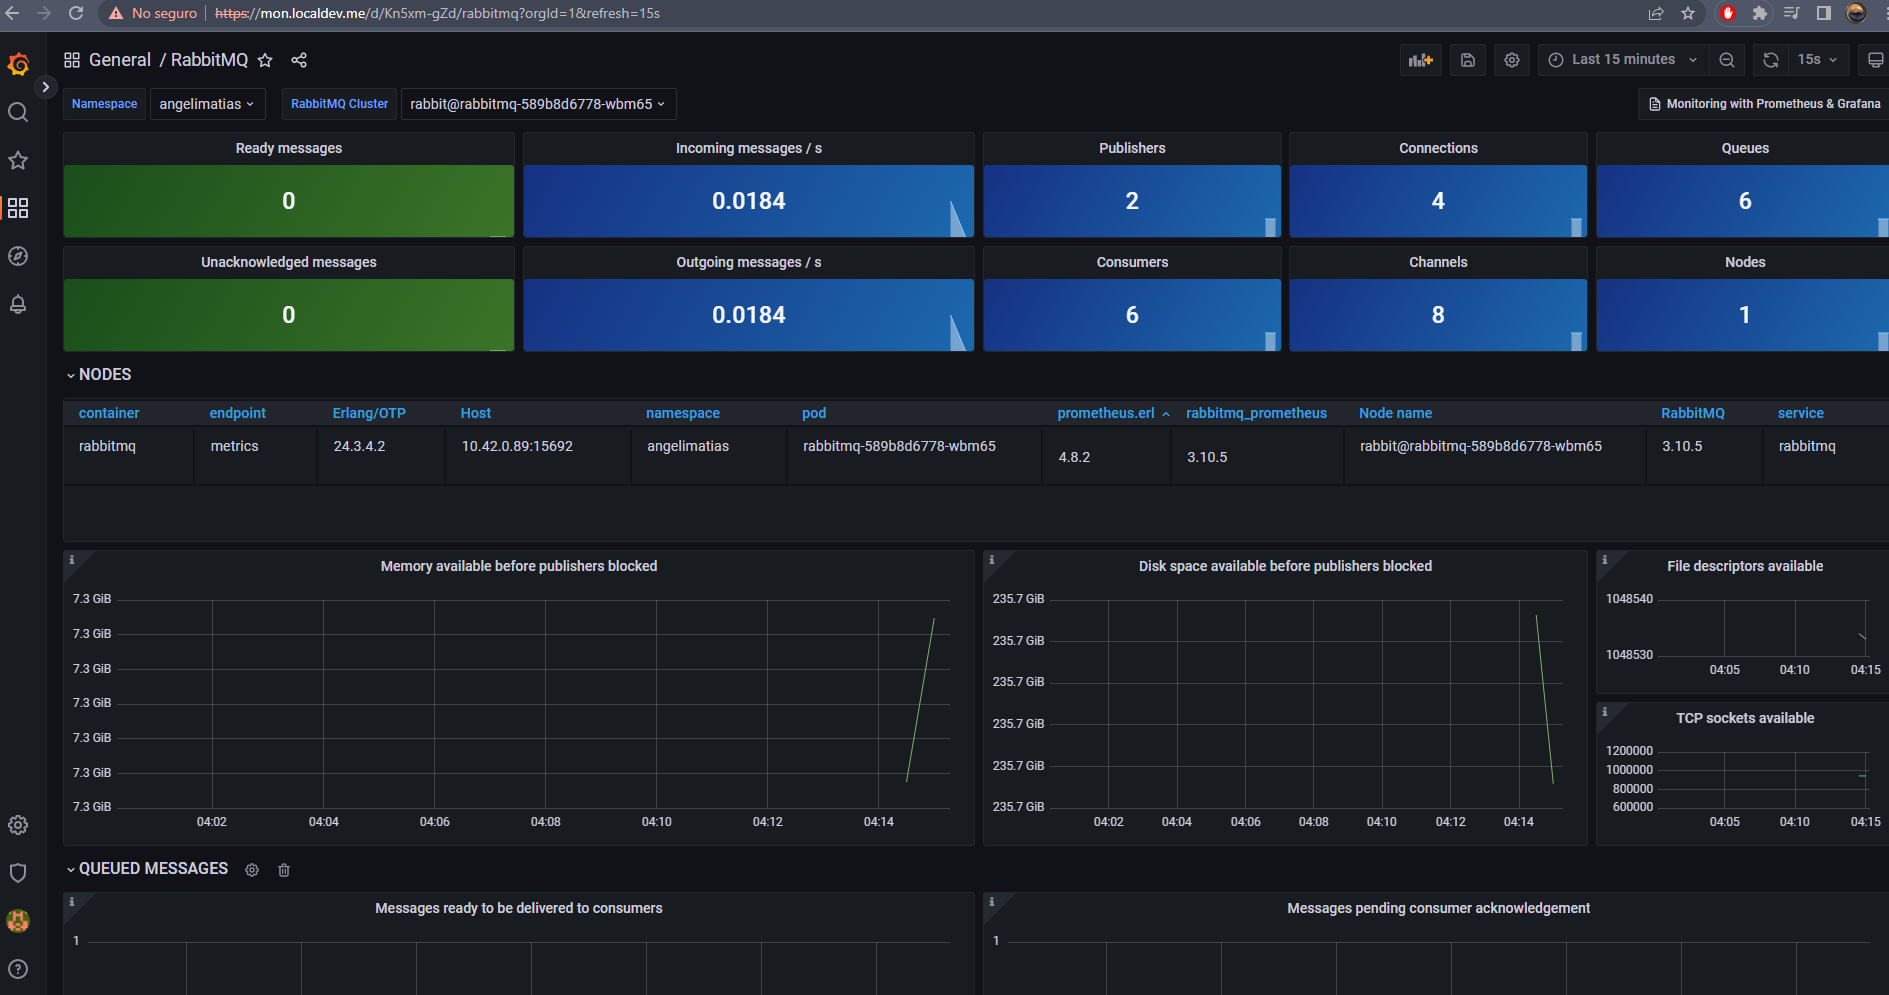 No seguro
https://mon.localdev.me/d/Kn5xm-gZd/rabbitmq?orgId=1&refresh=15s
General / RabbitMQ
Last 15 minutes
15s
Namespace
angelimatias
RabbitMQ Cluster
rabbit@rabbitmq-589b8d6778-wbm65
Monitoring with Prometheus & Grafana
Ready messages
0
Incoming messages / s
0.0184
Publishers
2
Connections
4
Queues
6
Unacknowledged messages
0
Outgoing messages / s
0.0184
Consumers
6
Channels
8
Nodes
1
NODES
container endpoint Erlang/OTP Host namespace pod prometheus.erl rabbitmq_prometheus Node name RabbitMQ service
rabbitmq metrics 24.3.4.2 10.42.0.89:15692 angelimatias rabbitmq-589b8d6778-wbm65 4.8.2 3.10.5 rabbit@rabbitmq-589b8d6778-wbm65 3.10.5 rabbitmq
Memory available before publishers blocked
7.3 GiB
7.3 GiB
7.3 GiB
7.3 GiB
7.3 GiB
7.3 GiB
7.3 GiB
04:02 04:04 04:06 04:08 04:10 04:12 04:14
Disk space available before publishers blocked
235.7 GiB
235.7 GiB
235.7 GiB
235.7 GiB
235.7 GiB
235.7 GiB
04:02 04:04 04:06 04:08 04:10 04:12 04:14
File descriptors available
1048540
1048530
04:05 04:10 04:15
TCP sockets available
1200000
1000000
800000
600000
04:05 04:10 04:15
QUEUED MESSAGES
Messages ready to be delivered to consumers
1
Messages pending consumer acknowledgement
1